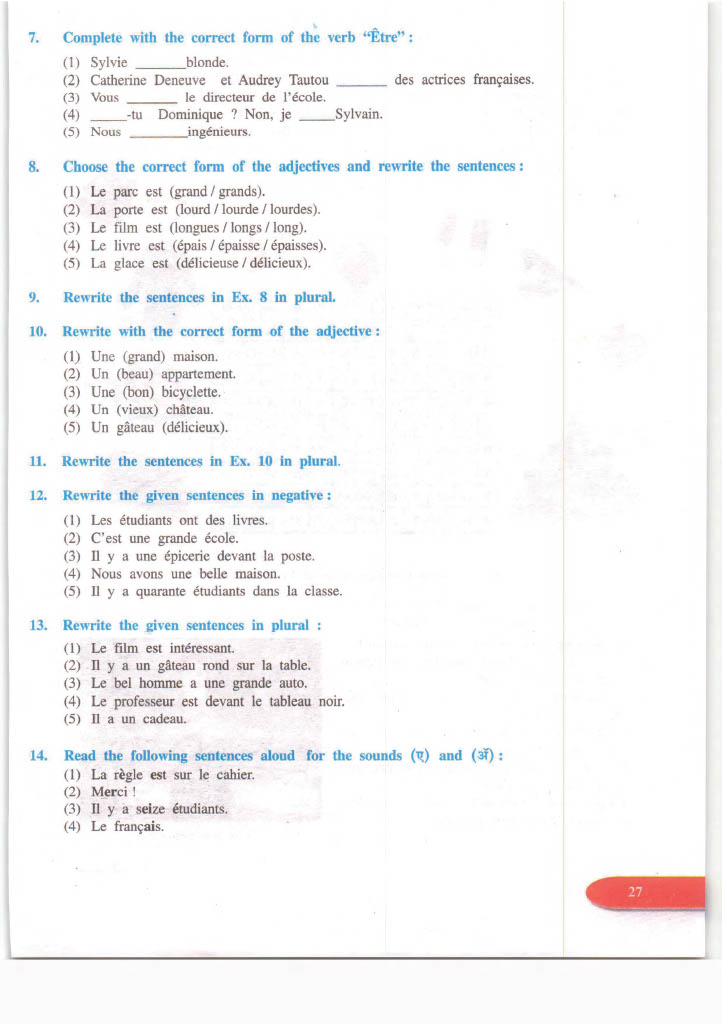 7. Complete with the correct form of the verb “Être” :
(1) Sylvie _______blonde.
(2) Catherine Deneuve et Audrey Tautou _______ des actrices françaises.
(3) Vous _______ le directeur de l’école.
(4) _____-tu Dominique ? Non, je _____Sylvain.
(5) Nous ________ingénieurs.
8. Choose the correct form of the adjectives and rewrite the sentences :
(1) Le parc est (grand / grands).
(2) La porte est (lourd / lourde / lourdes).
(3) Le film est (longues / longs / long).
(4) Le livre est (épais / épaisse / épaisses).
(5) La glace est (délicieuse / délicieux).
9. Rewrite the sentences in Ex. 8 in plural.
10. Rewrite with the correct form of the adjective :
(1) Une (grand) maison.
(2) Un (beau) appartement.
(3) Une (bon) bicyclette.
(4) Un (vieux) château.
(5) Un gâteau (délicieux).
11. Rewrite the sentences in Ex. 10 in plural.
12. Rewrite the given sentences in negative :
(1) Les étudiants ont des livres.
(2) C’est une grande école.
(3) Il y a une épicerie devant la poste.
(4) Nous avons une belle maison.
(5) Il y a quarante étudiants dans la classe.
13. Rewrite the given sentences in plural :
(1) Le film est intéressant.
(2) Il y a un gâteau rond sur la table.
(3) Le bel homme a une grande auto.
(4) Le professeur est devant le tableau noir.
(5) Il a un cadeau.
14. Read the following sentences aloud for the sounds (ए) and (ॲ) :
(1) La règle est sur le cahier.
(2) Merci !
(3) Il y a seize étudiants.
(4) Le français.
27